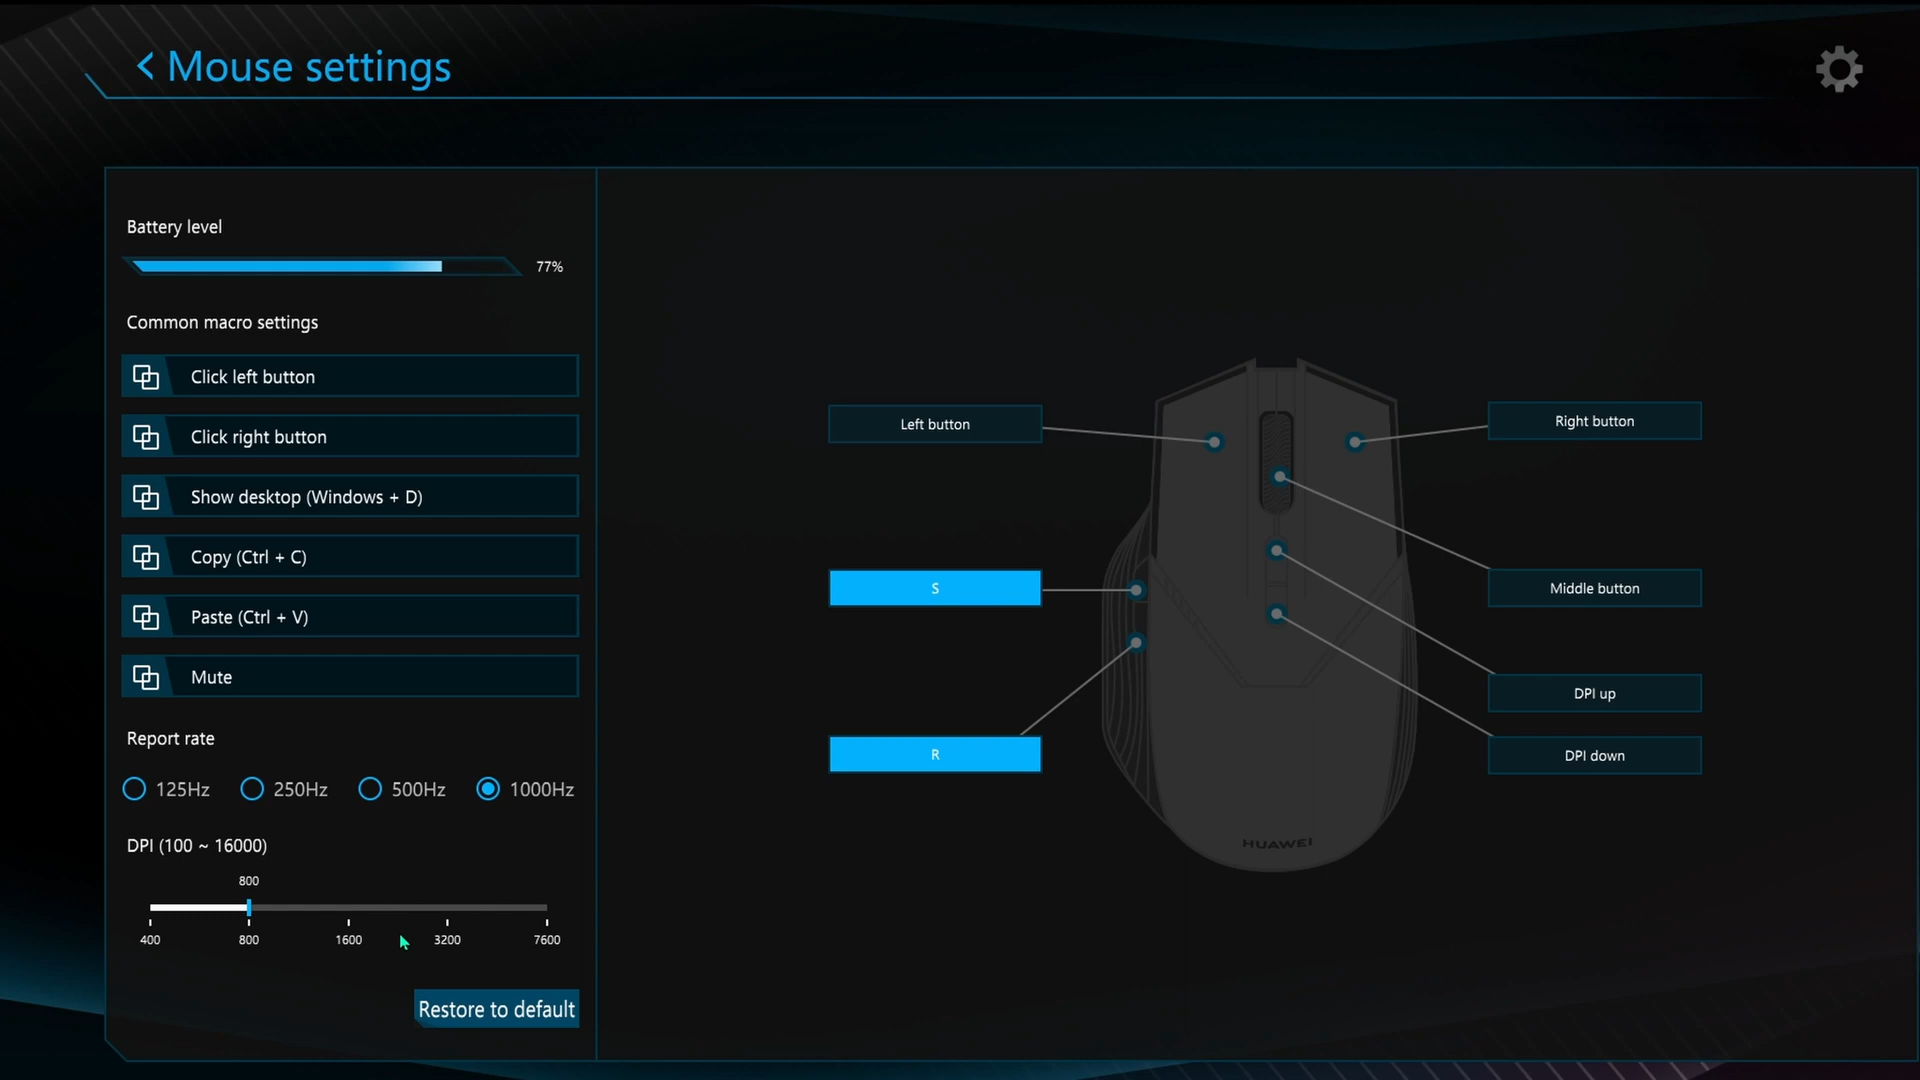 Mouse settings
Battery level
77%
Common macro settings
Click left button
Click right button
Show desktop (Windows + D)
Copy (Ctrl + C)
Paste (Ctrl + V)
Mute
Report rate
125Hz 250Hz 500Hz 1000Hz
DPI (100 ~ 16000)
800
400 800 1600 3200 7600
Restore to default
Left button
Right button
S
Middle button
DPI up
R
DPI down
HUAWEI